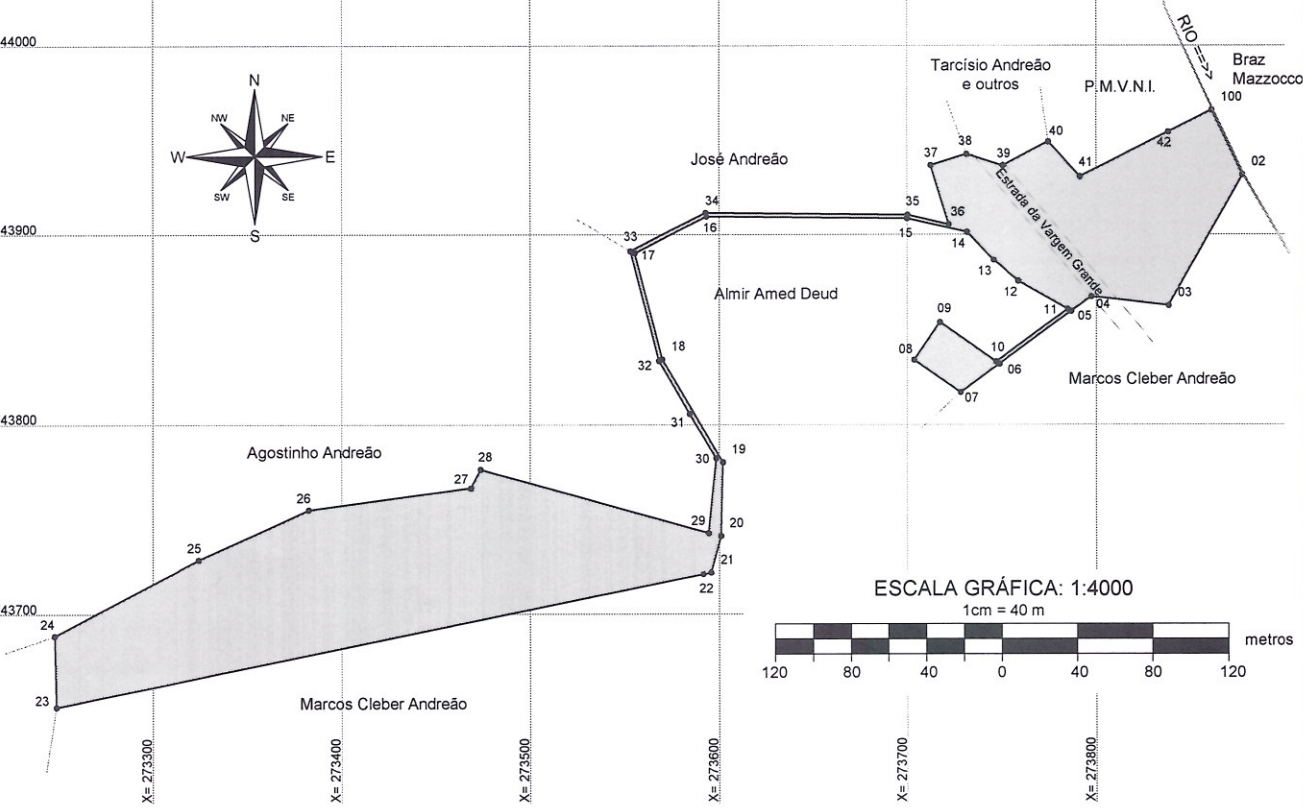 44000
RIO ==>>
Braz
Mazzocco
Tarcísio Andreão
e outros
P.M.V.N.I.
100
N
NW
NE
W
E
SW
SE
S
40
42
38
39
41
37
02
José Andreão
Estrada da Vargem Grande
34
16
35
15
36
14
43900
33
17
13
12
Almir Amed Deud
11
04
05
03
09
08
10
06
07
Marcos Cleber Andreão
18
32
31
43800
Agostinho Andreão
28
27
26
30
19
29
20
25
21
22
ESCALA GRÁFICA: 1:4000
1cm = 40 m
43700
24
metros
120
80
40
0
40
80
120
23
Marcos Cleber Andreão
X= 273300
X= 273400
X= 273500
X= 273600
X= 273700
X= 273800